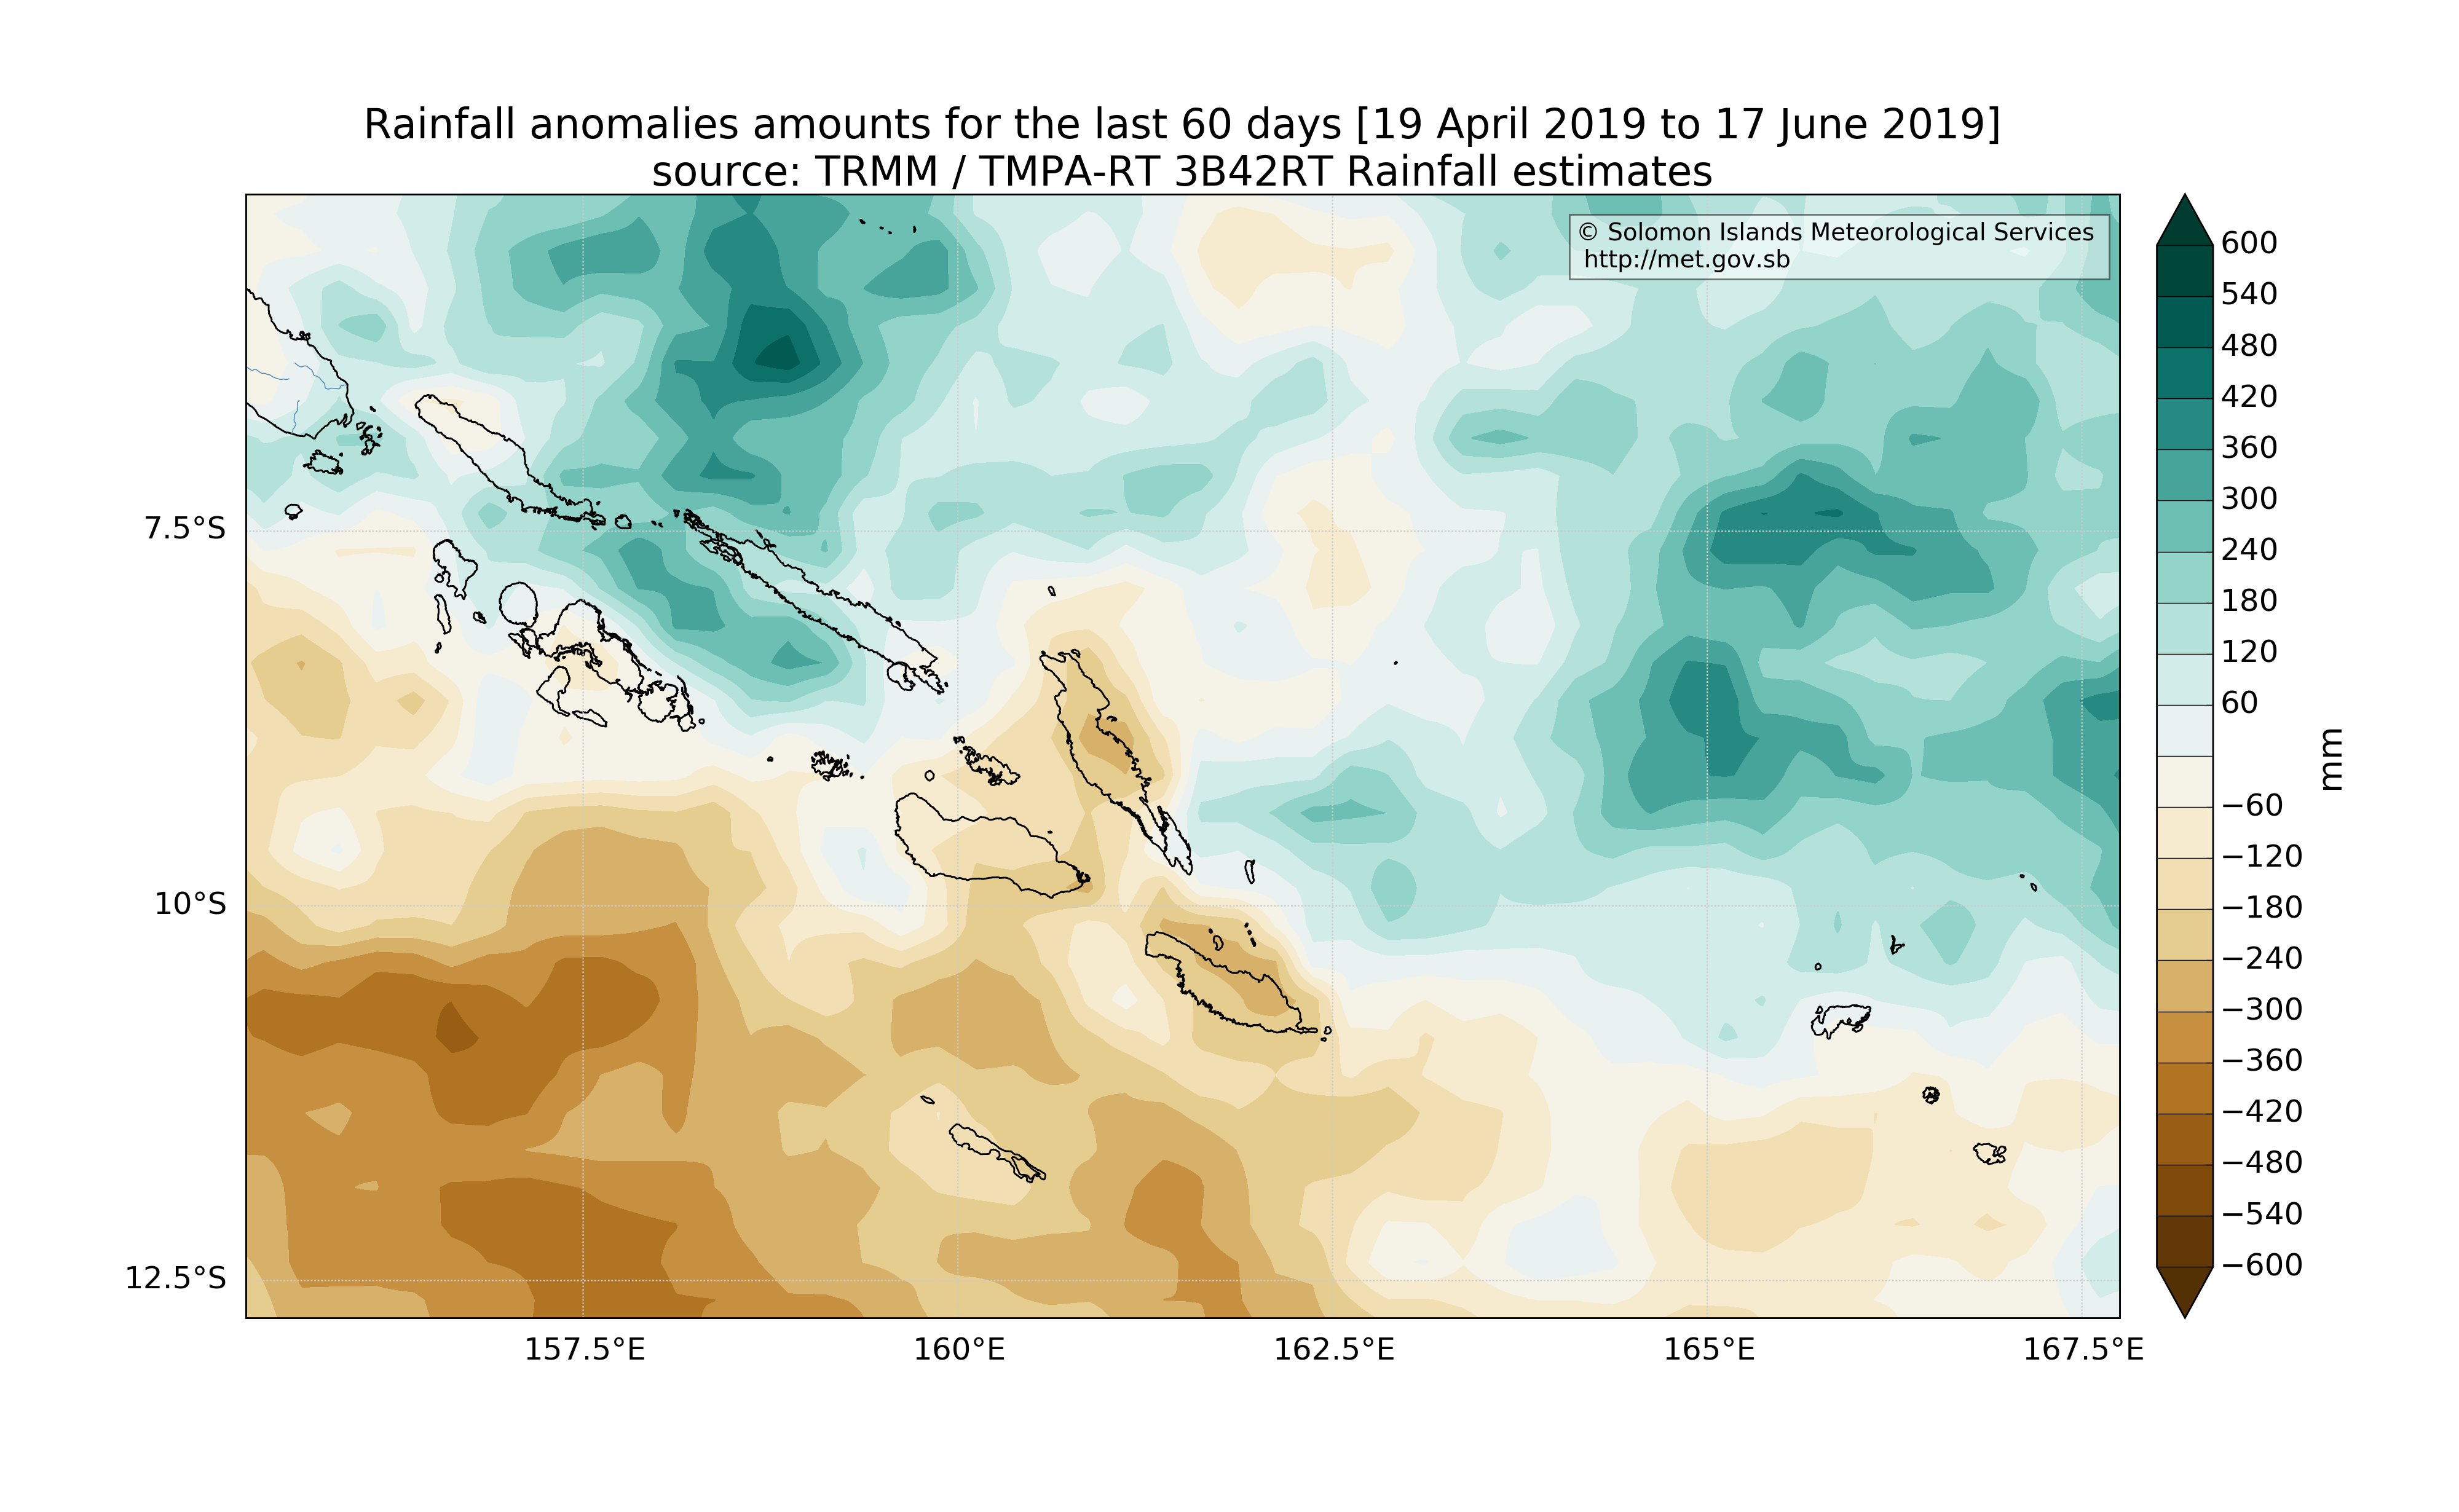 Rainfall anomalies amounts for the last 60 days [19 April 2019 to 17 June 2019]
source: TRMM / TMPA-RT 3B42RT Rainfall estimates
© Solomon Islands Meteorological Services
http://met.gov.sb
7.5°S
10°S
12.5°S
157.5°E
160°E
162.5°E
165°E
167.5°E
600
540
480
420
360
300
240
180
120
60
−60
−120
−180
−240
−300
−360
−420
−480
−540
−600
mm